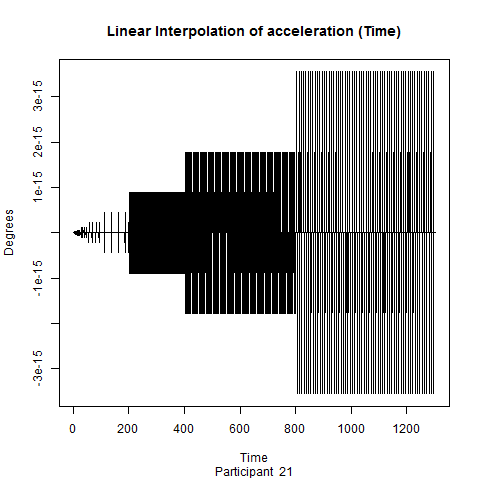 Linear Interpolation of acceleration (Time)
3e-15
2e-15
1e-15
-1e-15
-3e-15
Degrees
0 200 400 600 800 1000 1200
Time
Participant 21